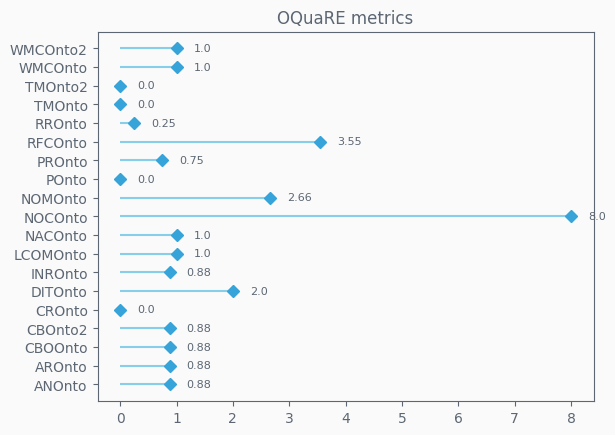 OQuaRE metrics
WMCOnto2 1.0
WMCOnto 1.0
TMOnto2 0.0
TMOnto 0.0
RROnto 0.25
RFCOnto 3.55
PROnto 0.75
POnto 0.0
NOMOnto 2.66
NOCOnto 8.0
NACOnto 1.0
LCOMOnto 1.0
INROnto 0.88
DITOnto 2.0
CROnto 0.0
CBOnto2 0.88
CBOOnto 0.88
AROnto 0.88
ANOnto 0.88
0 1 2 3 4 5 6 7 8